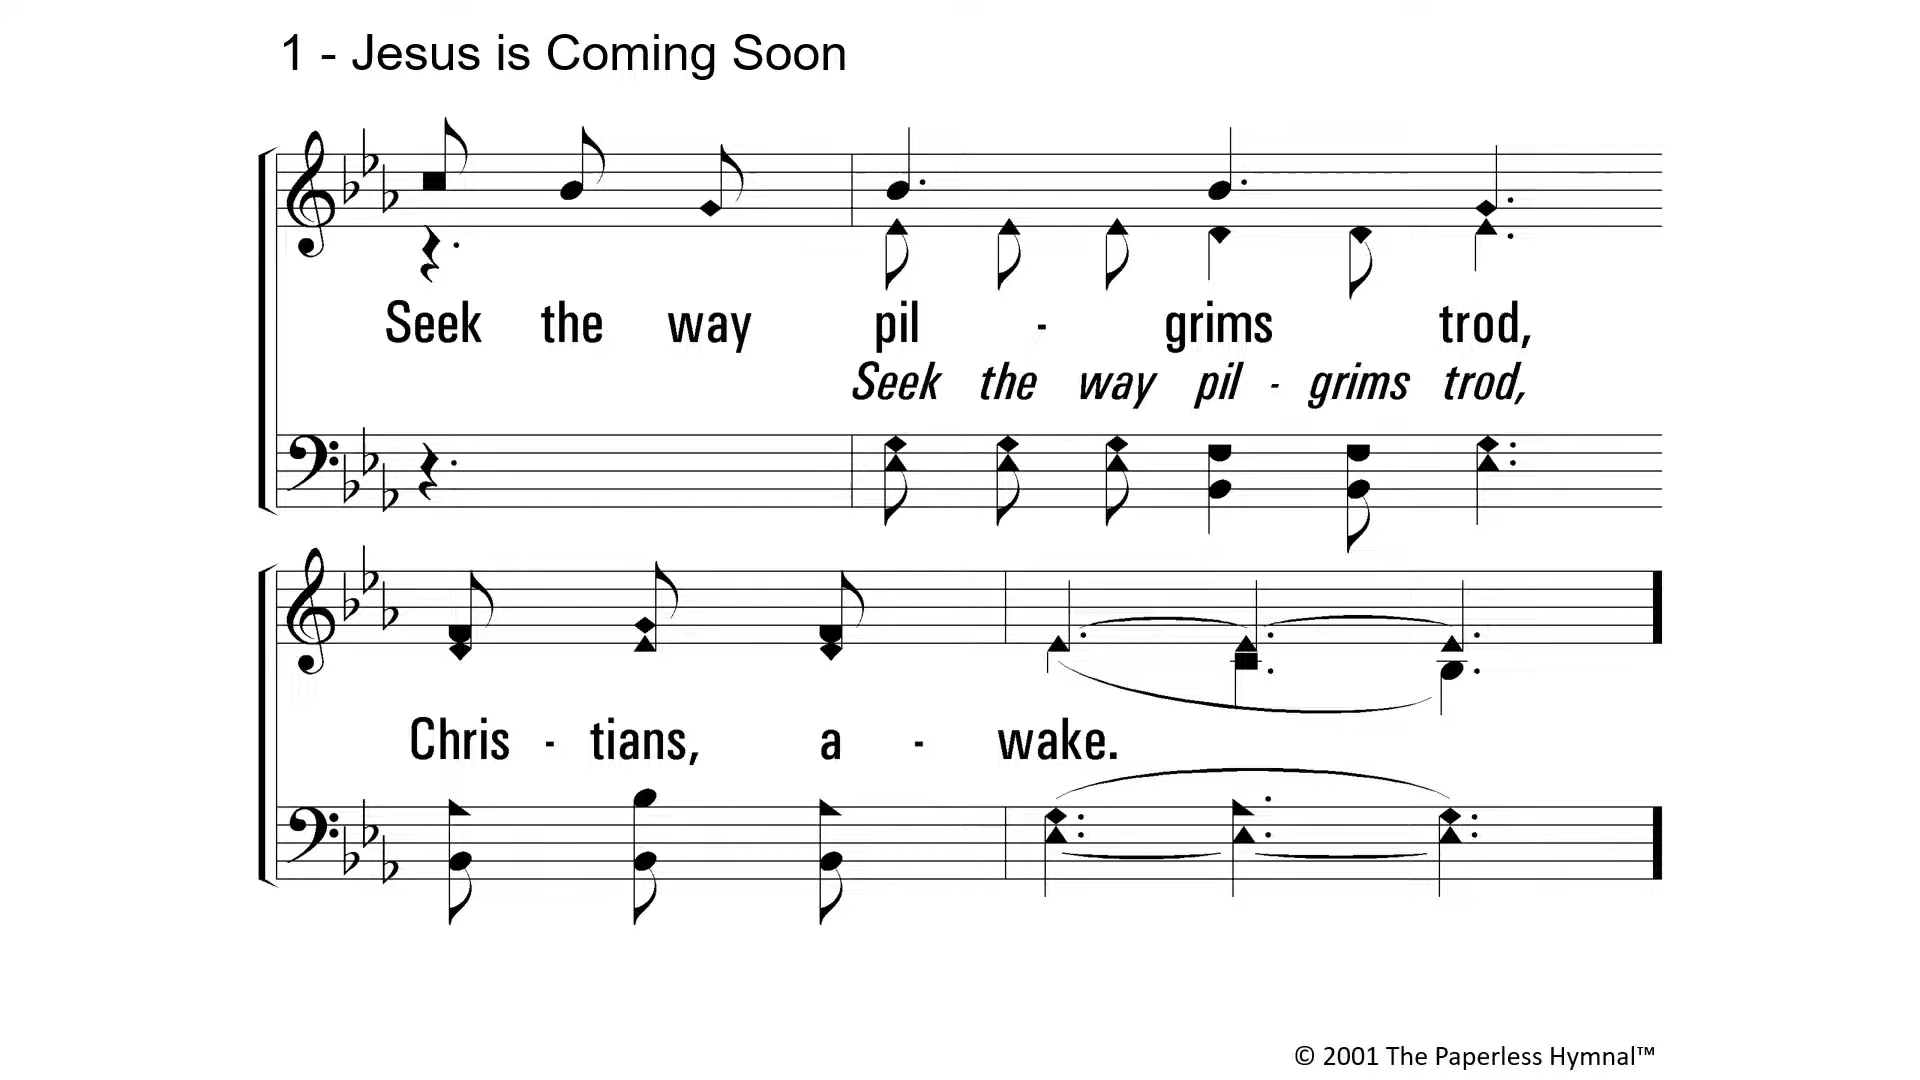 1 - Jesus is Coming Soon
Seek the way pil - grims trod,
Seek the way pil - grims trod,
Chris - tians, a - wake.
© 2001 The Paperless Hymnal™